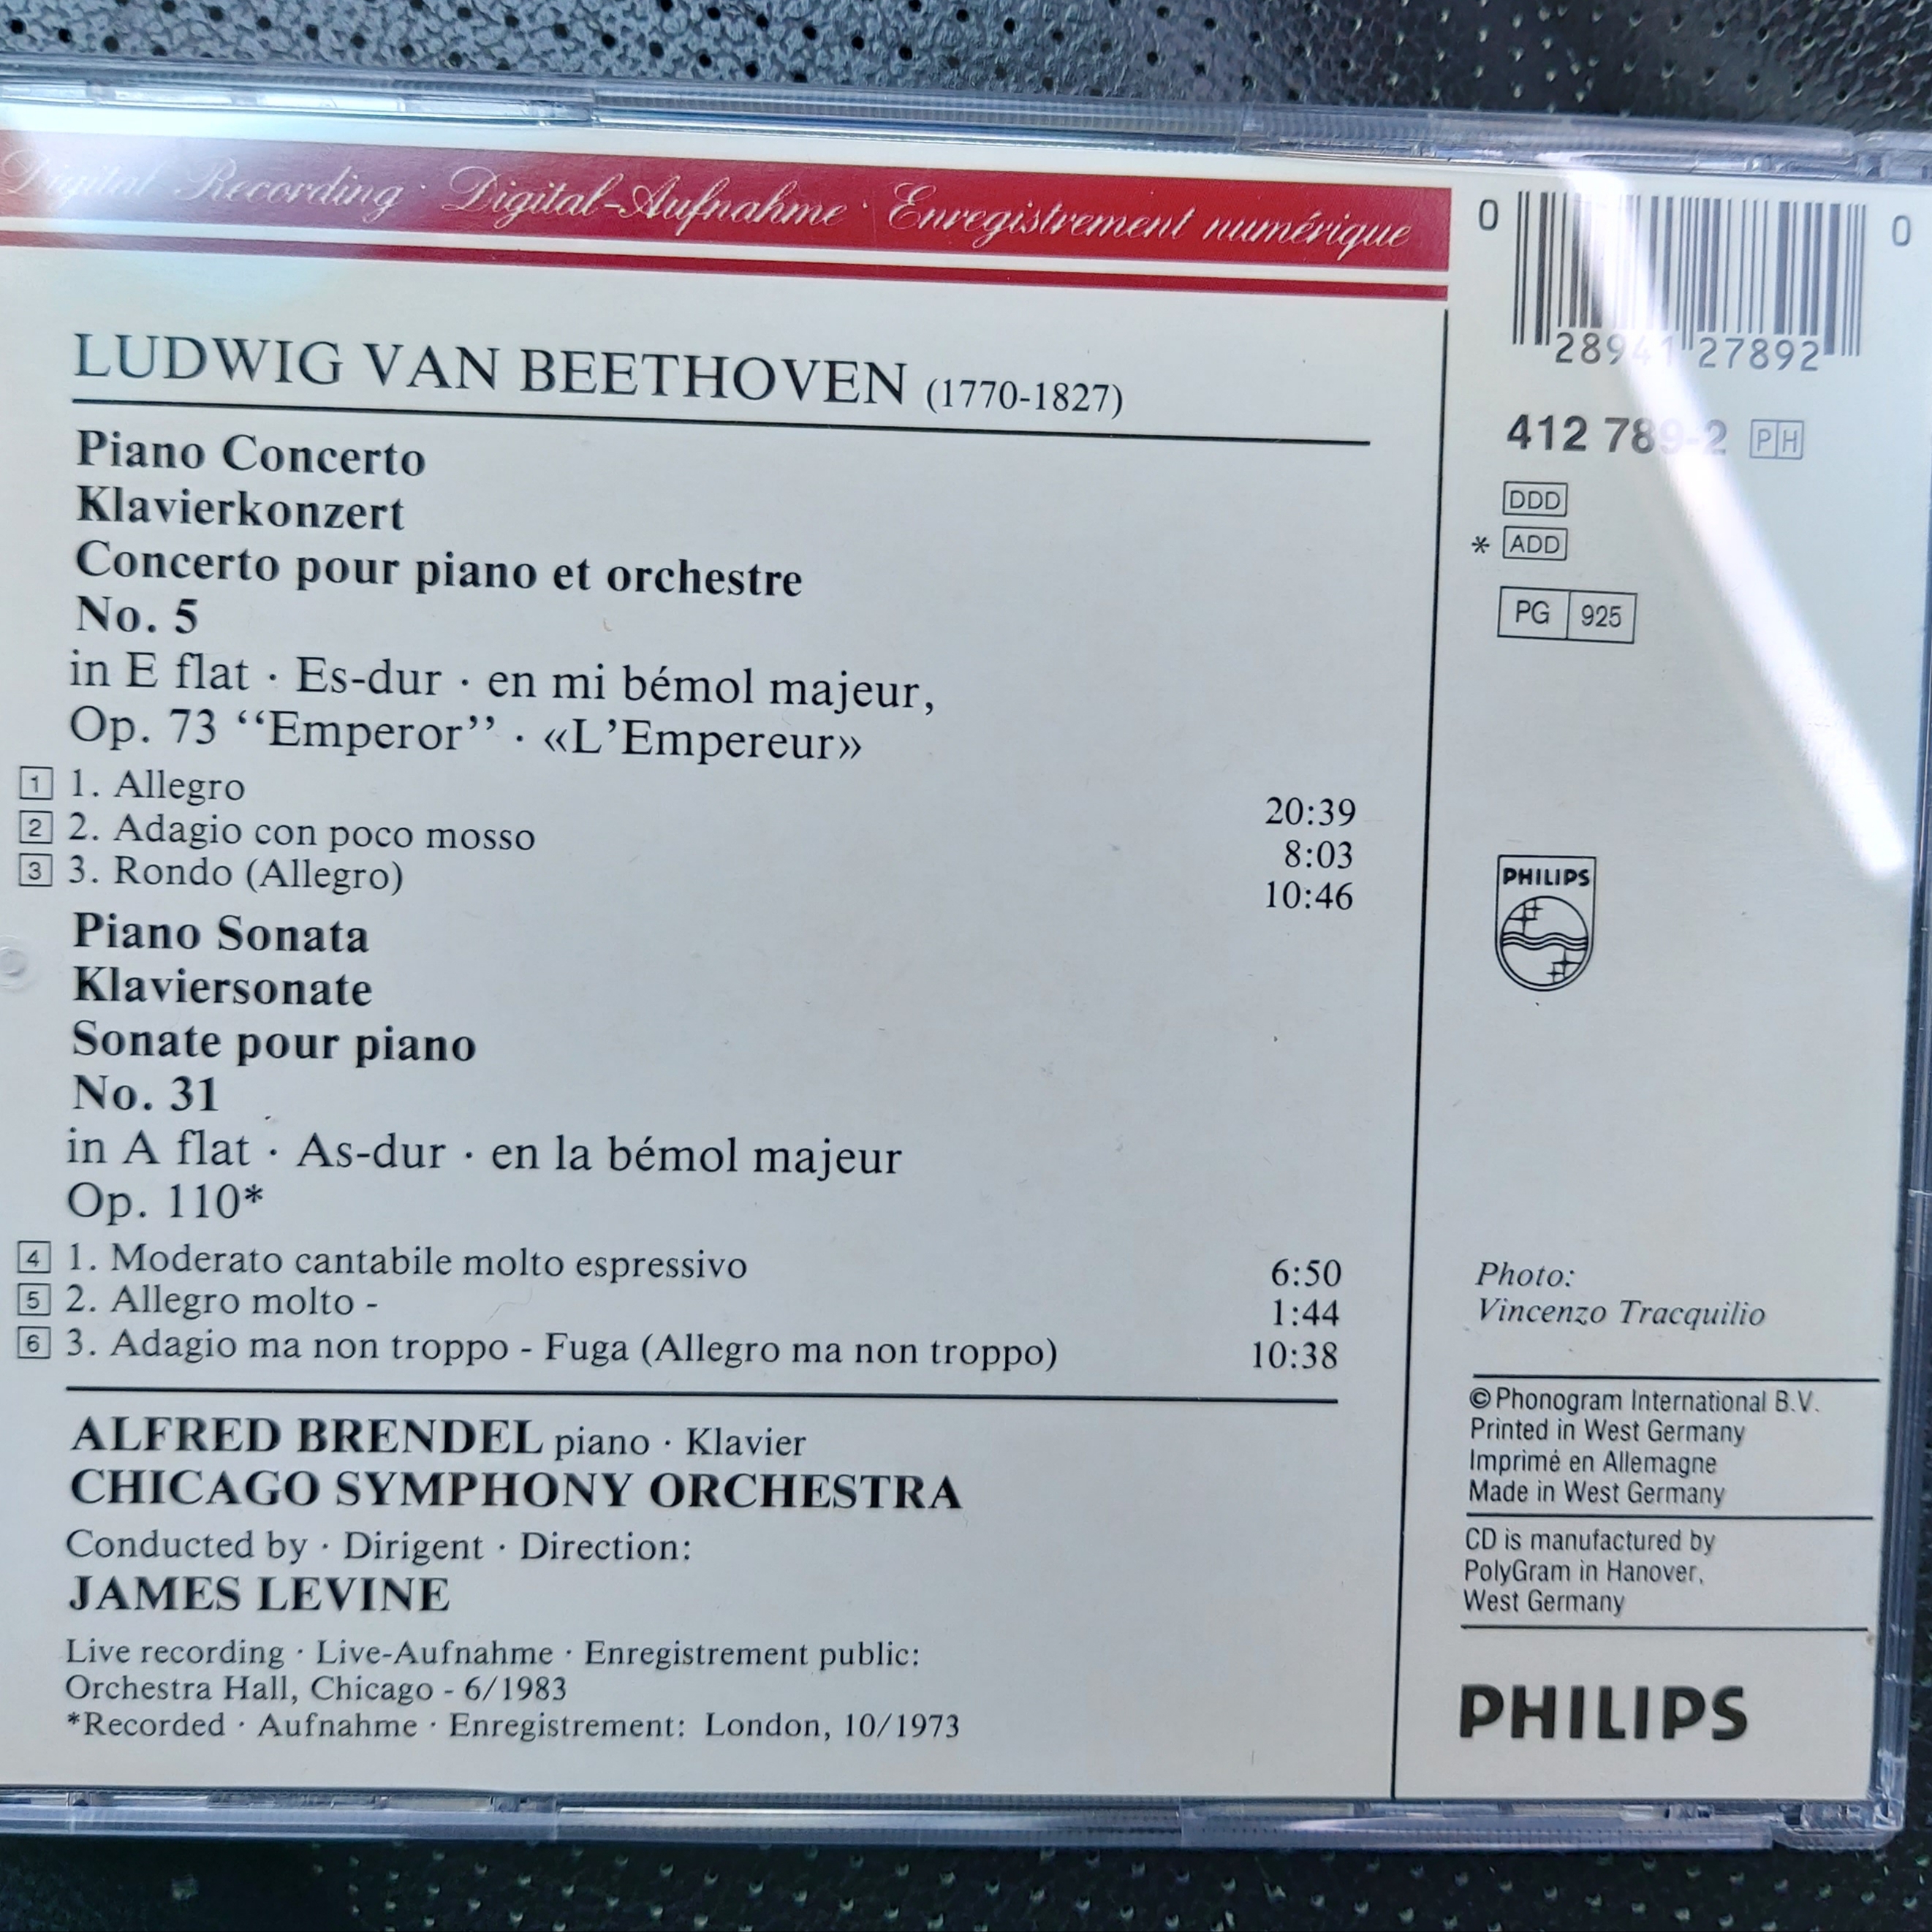 Digital Recording · Digital-Aufnahme · Enregistrement numérique
LUDWIG VAN BEETHOVEN (1770-1827)
Piano Concerto
Klavierkonzert
Concerto pour piano et orchestre
No. 5
in E flat · Es-dur · en mi bémol majeur,
Op. 73 “Emperor” · «L’Empereur»
1 1. Allegro 20:39
2 2. Adagio con poco mosso 8:03
3 3. Rondo (Allegro) 10:46
Piano Sonata
Klaviersonate
Sonate pour piano
No. 31
in A flat · As-dur · en la bémol majeur
Op. 110*
4 1. Moderato cantabile molto espressivo 6:50
5 2. Allegro molto - 1:44
6 3. Adagio ma non troppo - Fuga (Allegro ma non troppo) 10:38
ALFRED BRENDEL piano · Klavier
CHICAGO SYMPHONY ORCHESTRA
Conducted by · Dirigent · Direction:
JAMES LEVINE
Live recording · Live-Aufnahme · Enregistrement public:
Orchestra Hall, Chicago - 6/1983
*Recorded · Aufnahme · Enregistrement: London, 10/1973
0 28941 27892 0
412 789-2 PH
DDD
* ADD
PG 925
PHILIPS
Photo:
Vincenzo Tracquilio
©Phonogram International B.V.
Printed in West Germany
Imprimé en Allemagne
Made in West Germany
CD is manufactured by
PolyGram in Hanover,
West Germany
PHILIPS